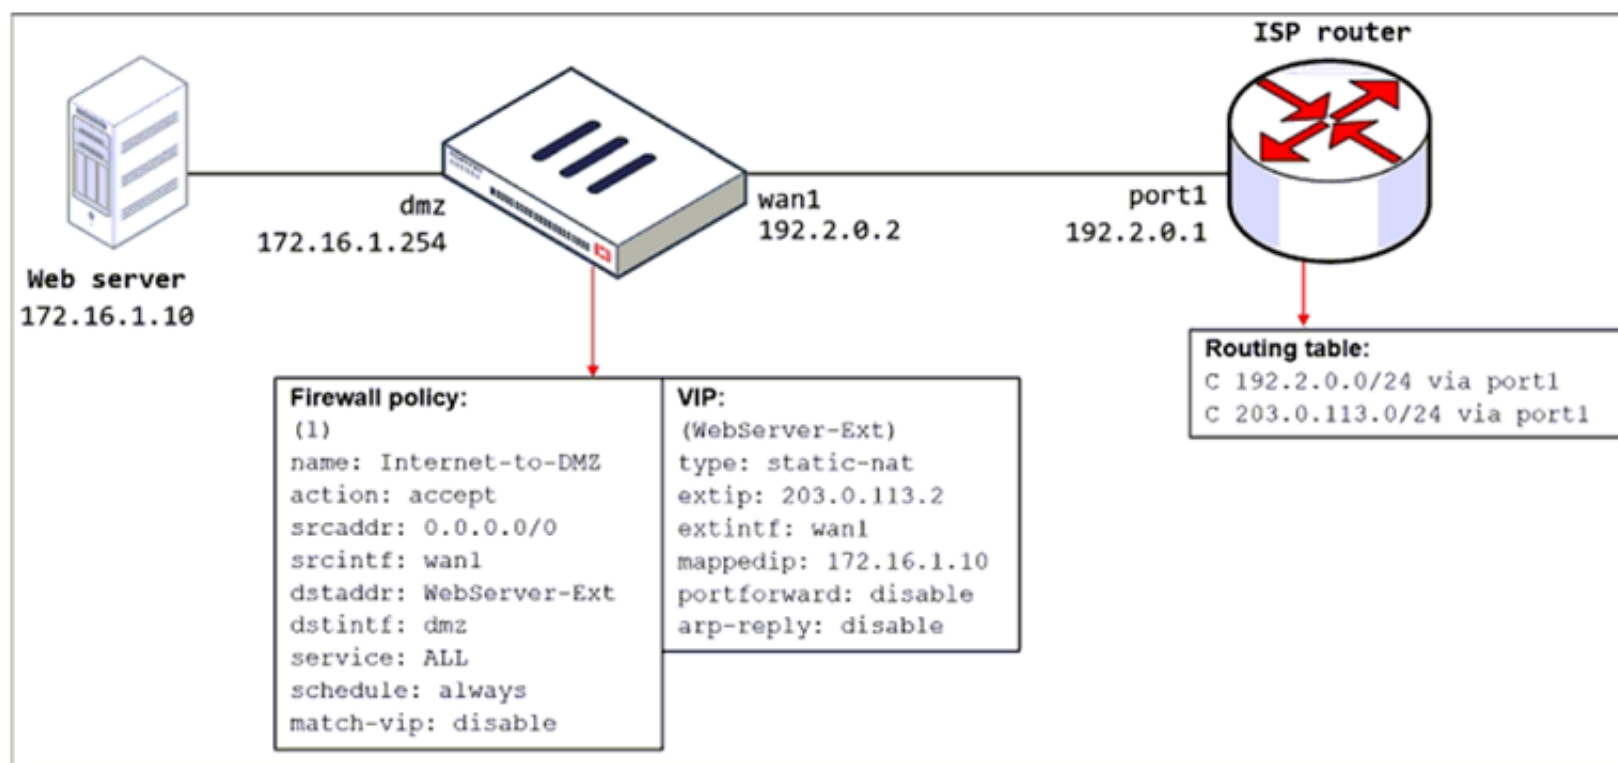 ISP router
dmz
172.16.1.254
wan1
192.2.0.2
port1
192.2.0.1
Web server
172.16.1.10
Firewall policy:
(1)
name: Internet-to-DMZ
action: accept
srcaddr: 0.0.0.0/0
srcintf: wan1
dstaddr: WebServer-Ext
dstintf: dmz
service: ALL
schedule: always
match-vip: disable
VIP:
(WebServer-Ext)
type: static-nat
extip: 203.0.113.2
extintf: wan1
mappedip: 172.16.1.10
portforward: disable
arp-reply: disable
Routing table:
C 192.2.0.0/24 via port1
C 203.0.113.0/24 via port1